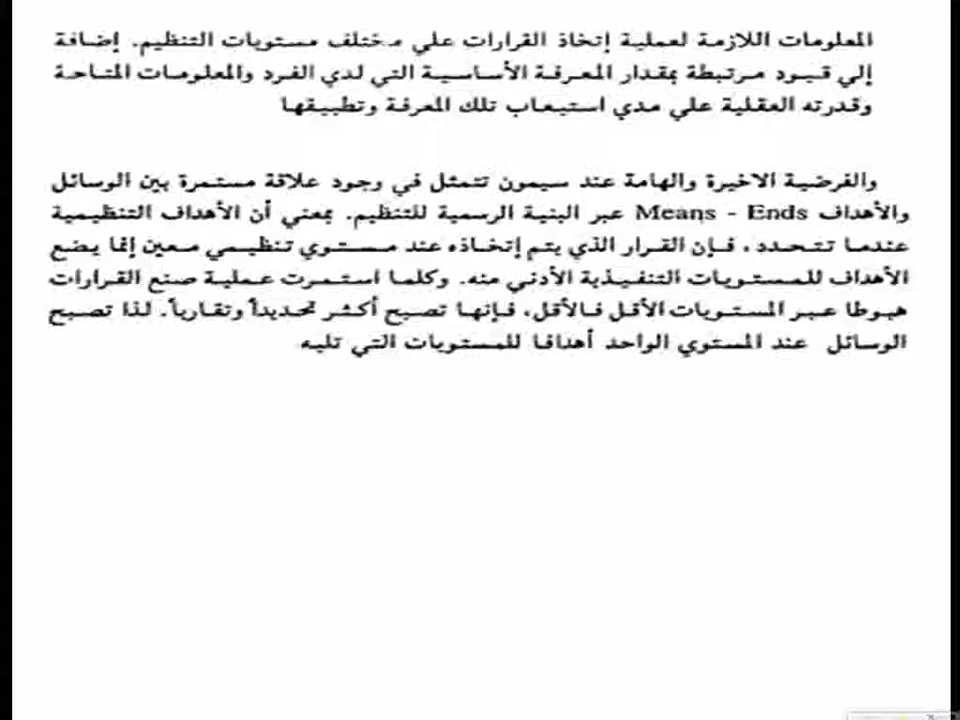 المعلومات اللازمة لعملية إتخاذ القرارات علي مختلف مستويات التنظيم. إضافة
إلي قيود مرتبطة بمقدار المعرفة الأساسية التي لدي الفرد والمعلومات المتاحة
وقدرته العقلية علي مدي استيعاب تلك المعرفة وتطبيقها
والفرضية الاخيرة والهامة عند سيمون تتمثل في وجود علاقة مستمرة بين الوسائل
والأهداف Means - Ends عبر البنية الرسمية للتنظيم. بمعني أن الأهداف التنظيمية
عندما تتحدد ، فإن القرار الذي يتم إتخاذه عند مستوي تنظيمي معين إنما يضع
الأهداف للمستويات التنفيذية الأدني منه. وكلما استمرت عملية صنع القرارات
هبوطا عبر المستويات الأقل فالأقل، فإنها تصبح أكثر تحديداً وتقارباً. لذا تصبح
الوسائل عند المستوي الواحد أهدافا للمستويات التي تليه